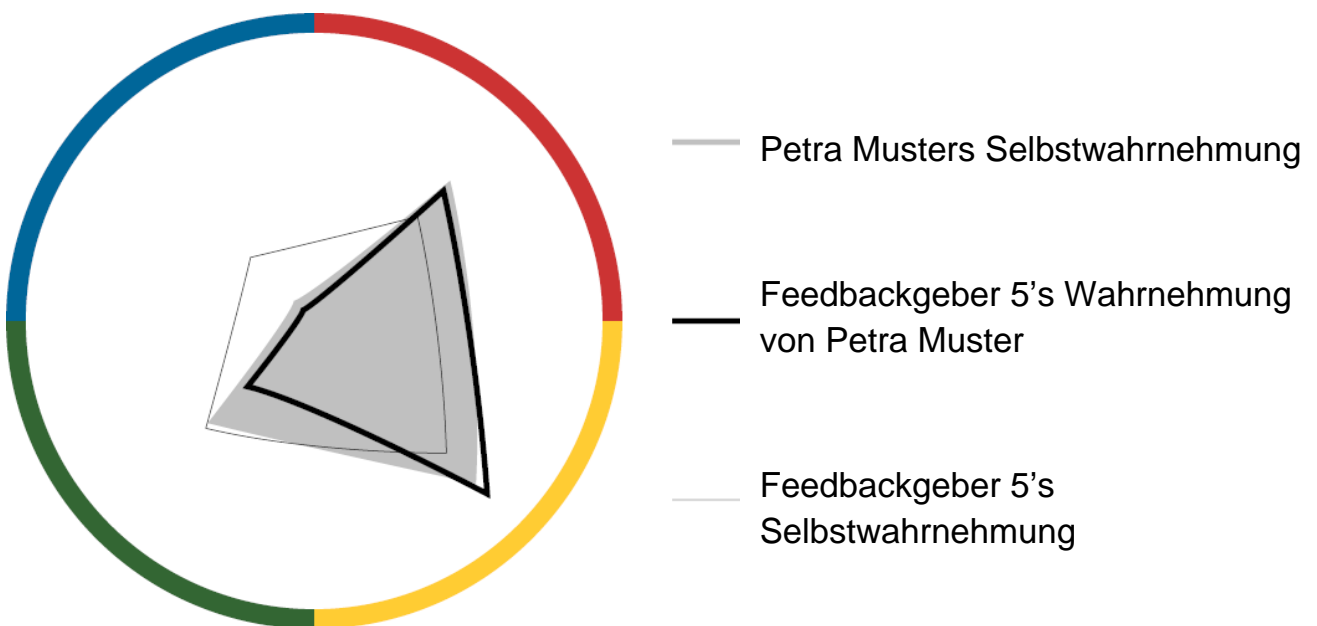 Petra Musters Selbstwahrnehmung
Feedbackgeber 5’s Wahrnehmung
von Petra Muster
Feedbackgeber 5’s
Selbstwahrnehmung